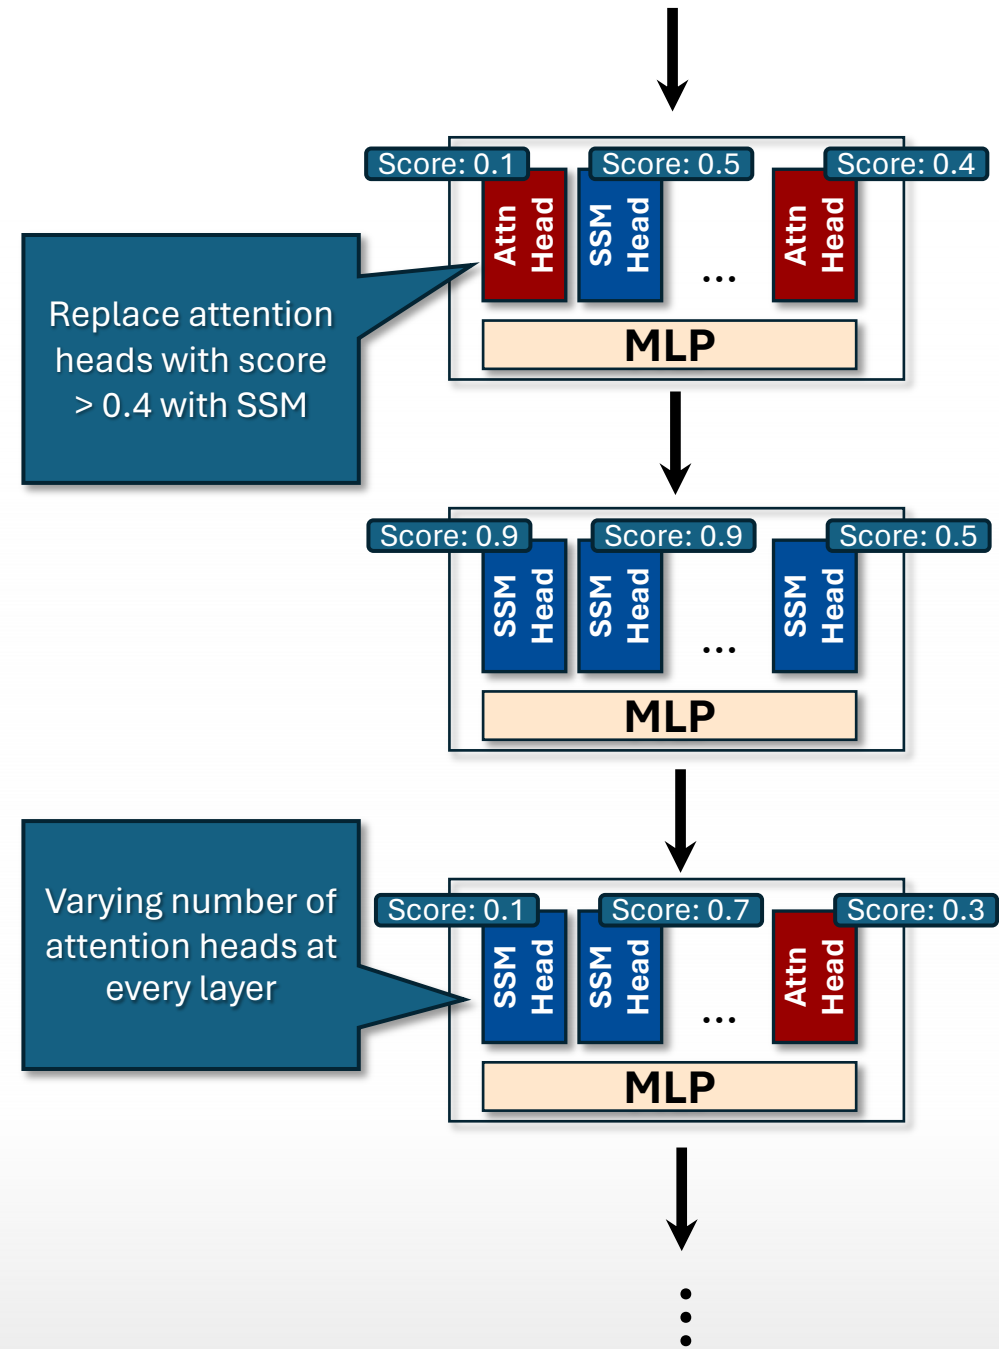 Score: 0.1
Score: 0.5
Score: 0.4
Attn
Head
SSM
Head
...
Attn
Head
MLP
Replace attention
heads with score
> 0.4 with SSM
Score: 0.9
Score: 0.9
Score: 0.5
SSM
Head
SSM
Head
...
SSM
Head
MLP
Varying number of
attention heads at
every layer
Score: 0.1
Score: 0.7
Score: 0.3
SSM
Head
SSM
Head
...
Attn
Head
MLP